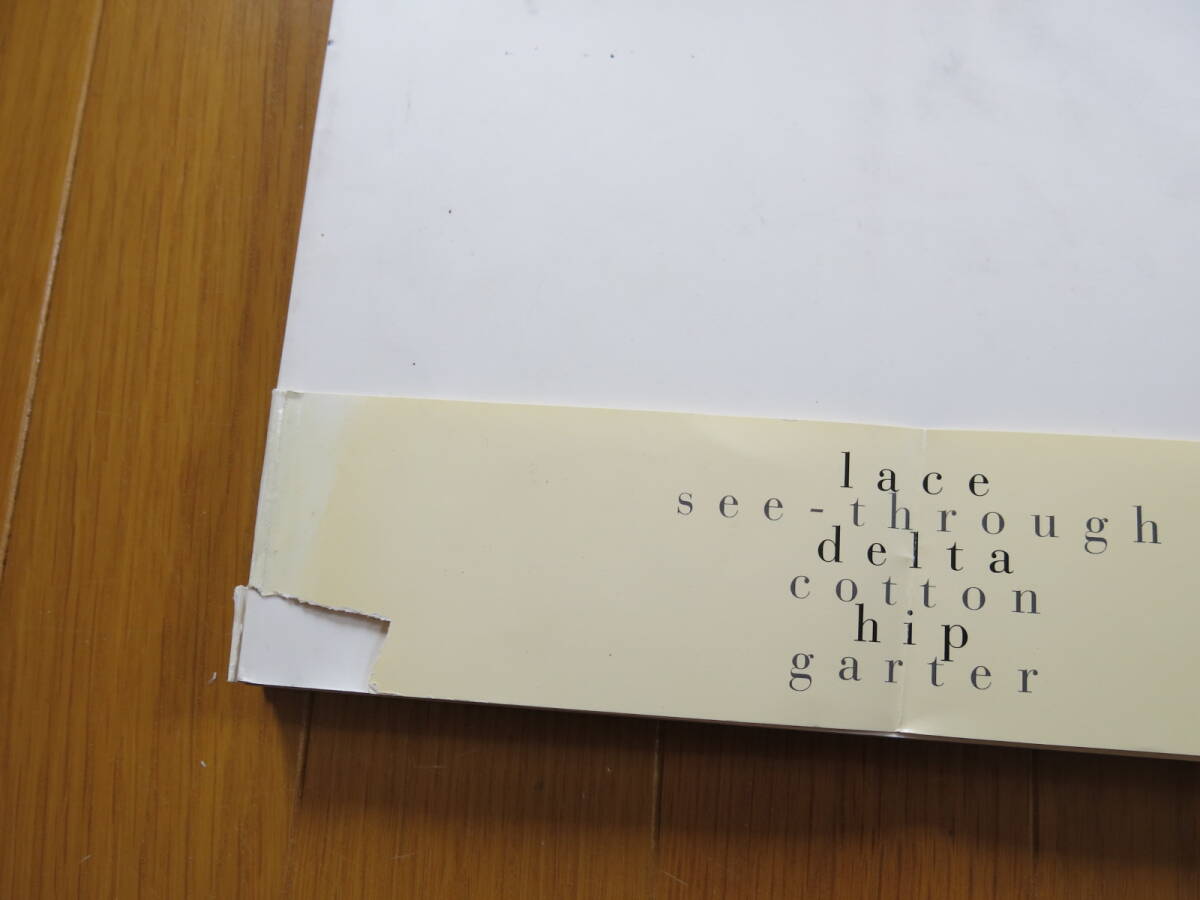 lace
see-through
delta
cotton
hip
garter